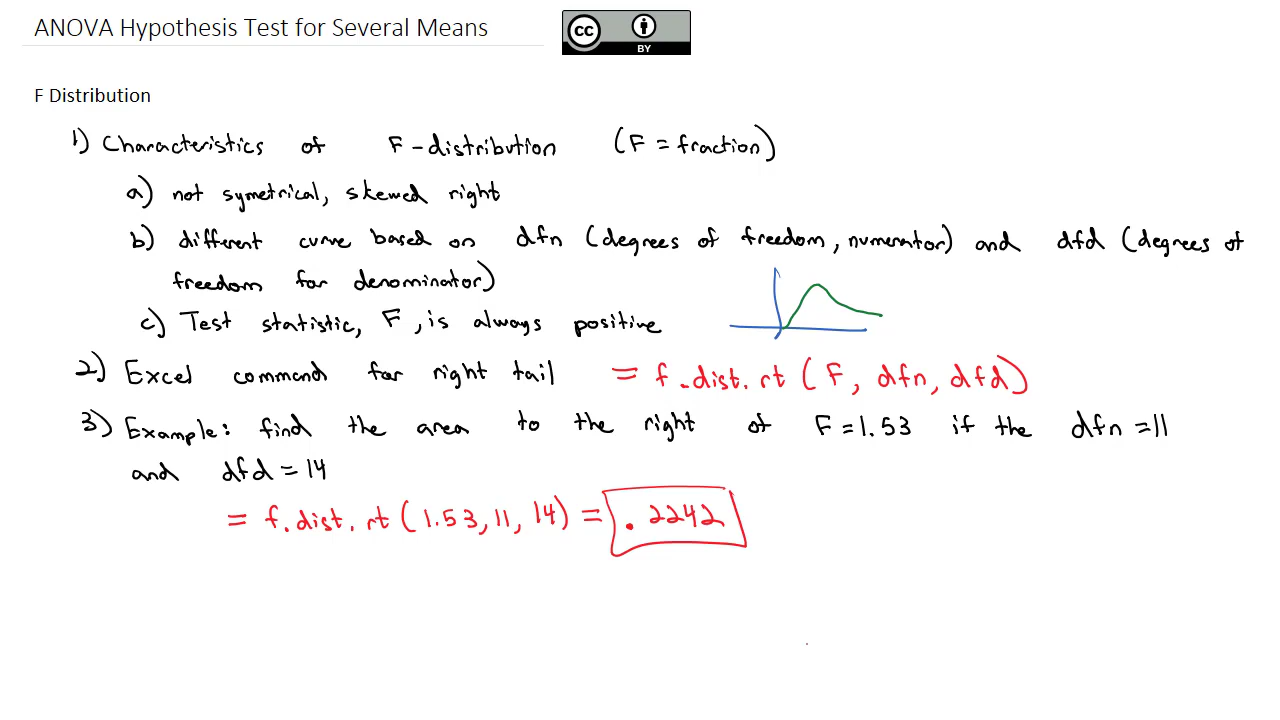 ANOVA Hypothesis Test for Several Means
cc
BY
F Distribution
1) Characteristics of F-distribution (F = fraction)
a) not symetrical, skewed right
b) different curve based on dfn (degrees of freedom, numerator) and dfd (degrees of
freedom for denominator)
c) Test statistic, F, is always positive
2) Excel command for right tail = f.dist.rt (F, dfn, dfd)
3) Example: find the area to the right of F = 1.53 if the dfn = 11
and dfd = 14
= f.dist.rt (1.53, 11, 14) = .2242